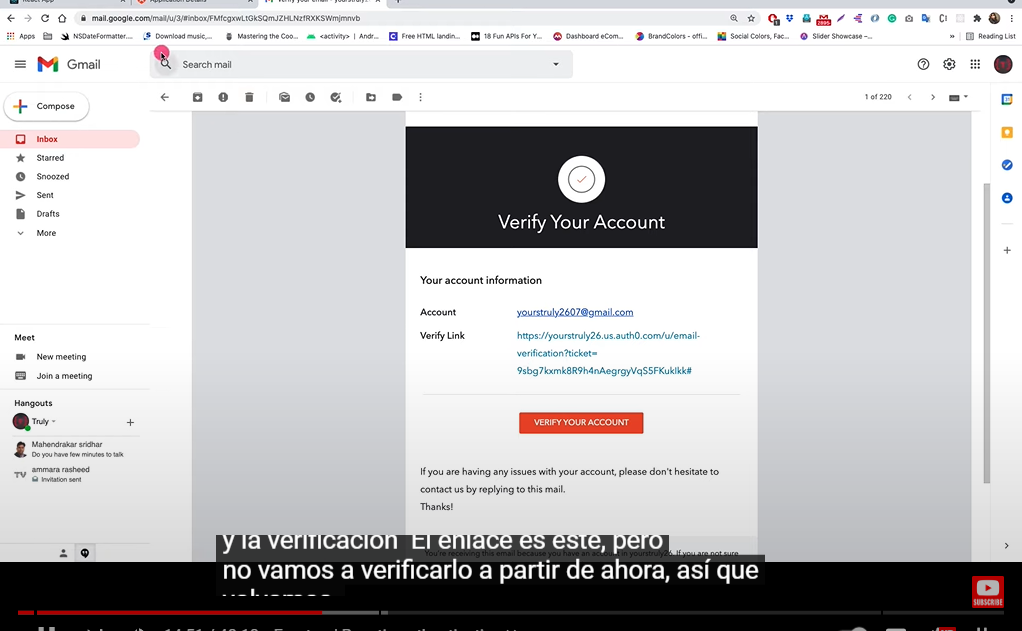 React App
Application Details
Verify your email - yourstruly...
mail.google.com/mail/u/3/#inbox/FMfcgxwLtGkSQmJZHLNzfRXKSWmjmnvb
Apps
NSDateFormatter....
Download music,...
Mastering the Coo...
<activity> | Andr...
Free HTML landin...
18 Fun APIs For Y...
Dashboard eCom...
BrandColors - offi...
Social Colors, Fac...
Slider Showcase -...
»
Reading List
Gmail
Search mail
Compose
1 of 220
Inbox
Starred
Snoozed
Sent
Drafts
More
Verify Your Account
Your account information
Account yourstruly2607@gmail.com
Verify Link https://yourstruly26.us.auth0.com/u/email-
verification?ticket=
9sbg7kxmk8R9h4nAegrgyVqS5FKukIkk#
VERIFY YOUR ACCOUNT
If you are having any issues with your account, please don't hesitate to
contact us by replying to this mail.
Thanks!
Meet
New meeting
Join a meeting
Hangouts
Truly
Mahendrakar sridhar
Do you have few minutes to talk
TV
ammara rasheed
Invitation sent
You're receiving this email because you have an account in yourstruly26. If you are not sure
y la verificación El enlace es este, pero
no vamos a verificarlo a partir de ahora, así que
volvamos
SUBSCRIBE